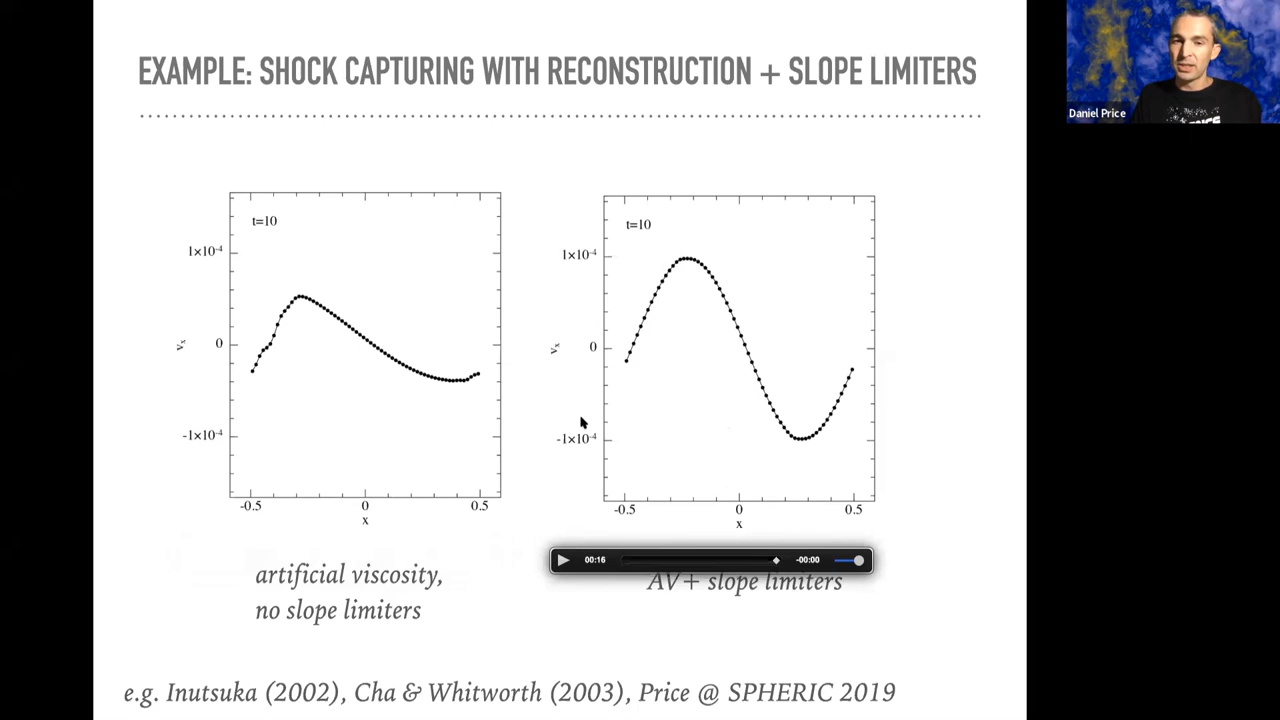 EXAMPLE: SHOCK CAPTURING WITH RECONSTRUCTION + SLOPE LIMITERS
Daniel Price
t=10
1×10⁻⁴
0
-1×10⁻⁴
vₓ
-0.5 0 0.5
x
t=10
1×10⁻⁴
0
-1×10⁻⁴
vₓ
-0.5 0 0.5
x
00:16 -00:00
artificial viscosity,
no slope limiters
AV + slope limiters
e.g. Inutsuka (2002), Cha & Whitworth (2003), Price @ SPHERIC 2019